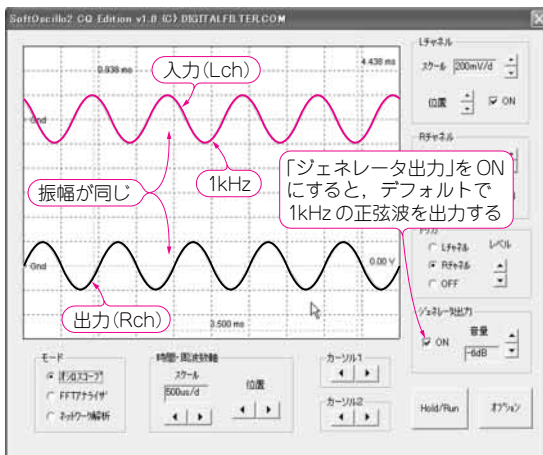 SoftOscillo2 CQ Edition v1.0 (C) DIGITALFILTER.COM
0.938 ms
4.438 ms
入力(Lch)
Gnd
1kHz
振幅が同じ
Gnd
0.00 V
出力(Rch)
3.500 ms
Lチャネル
スケール 200mV/d
位置
ON
Rチャネル
「ジェネレータ出力」をON
にすると，デフォルトで
1kHzの正弦波を出力する
トリガ
Lチャネル
Rチャネル
OFF
レベル
ジェネレータ出力
ON
音量
-6dB
モード
オシロスコープ
FFTアナライザ
ネットワーク解析
時間・周波数軸
スケール
500us/d
位置
カーソル1
カーソル2
Hold/Run
オプション